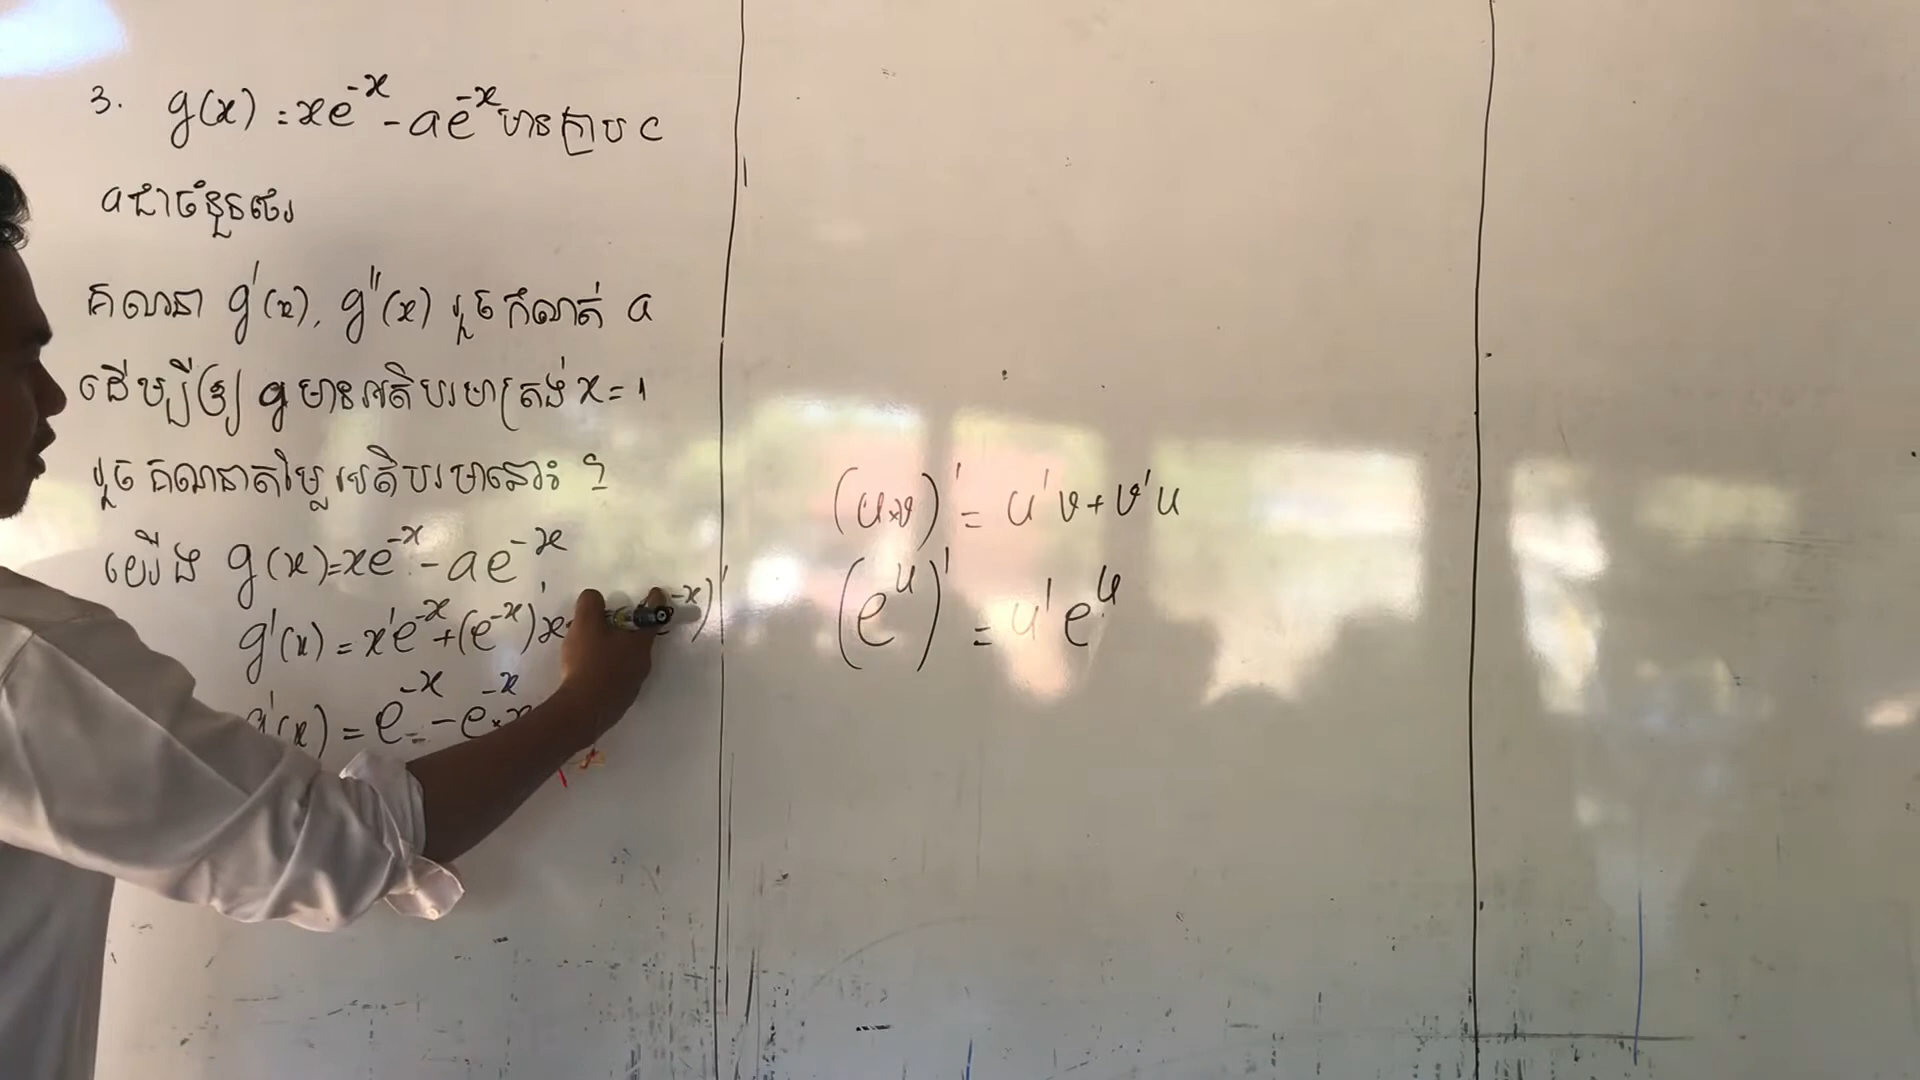 3. g(x) = xe^{-x} - ae^{-x} មានក្រាប C
a ជាចំនួនថេរ
គណនា g'(x), g''(x) រួចកំណត់ a
ដើម្បីឲ្យ g មានអតិបរមាត្រង់ x = 1
រួចគណនាតម្លៃអតិបរមានោះ ?
យើង g(x) = xe^{-x} - ae^{-x}
g'(x) = x'e^{-x} + (e^{-x})'x
g'(x) = e^{-x} - e^{-x} × x
(u×v)' = u'v + v'u
(e^u)' = u'e^u